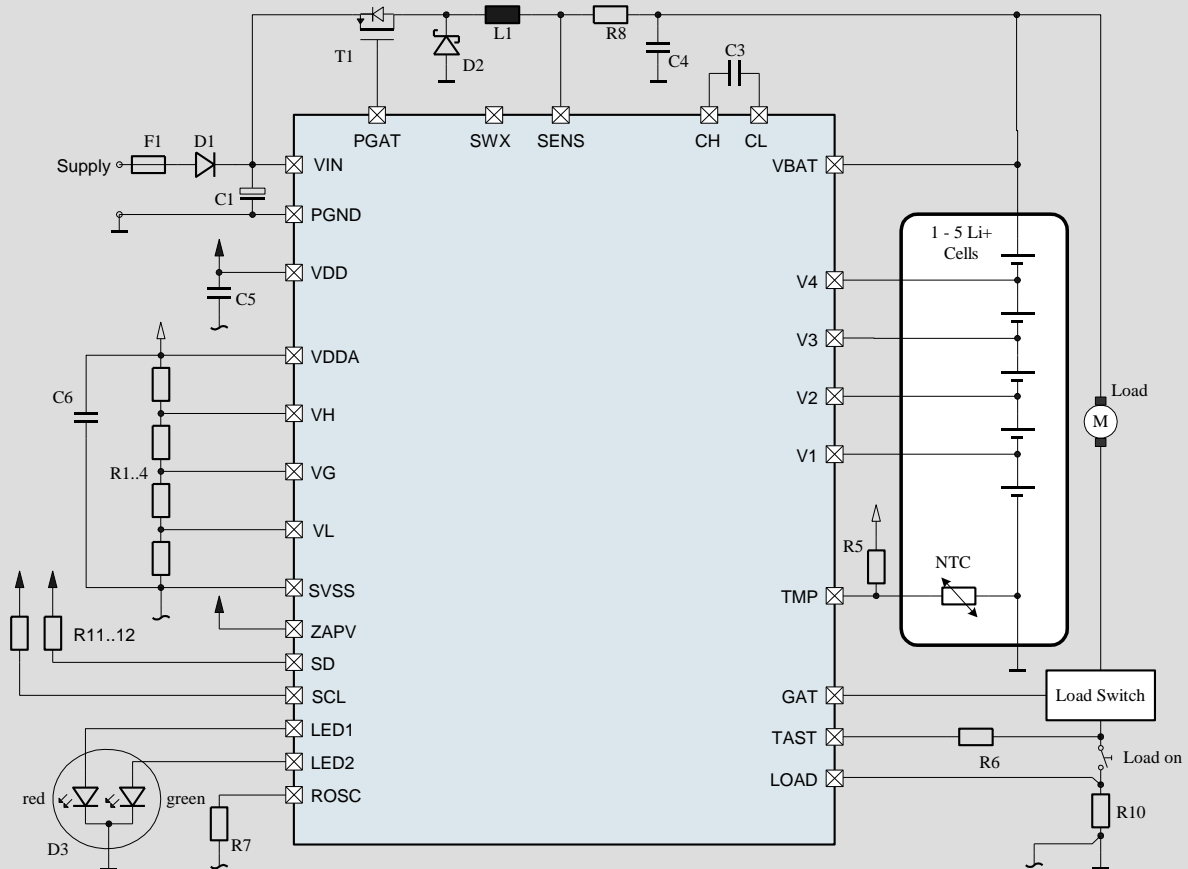 L1
R8
T1
D2
C4
C3
PGAT
SWX
SENS
CH
CL
F1
D1
Supply
VIN
VBAT
C1
PGND
1 - 5 Li+
Cells
VDD
V4
C5
V3
VDDA
C6
V2
Load
VH
M
V1
R1..4
VG
VL
R5
NTC
SVSS
TMP
ZAPV
R11..12
SD
SCL
GAT
Load Switch
LED1
TAST
R6
Load on
LED2
LOAD
red
green
ROSC
R10
D3
R7